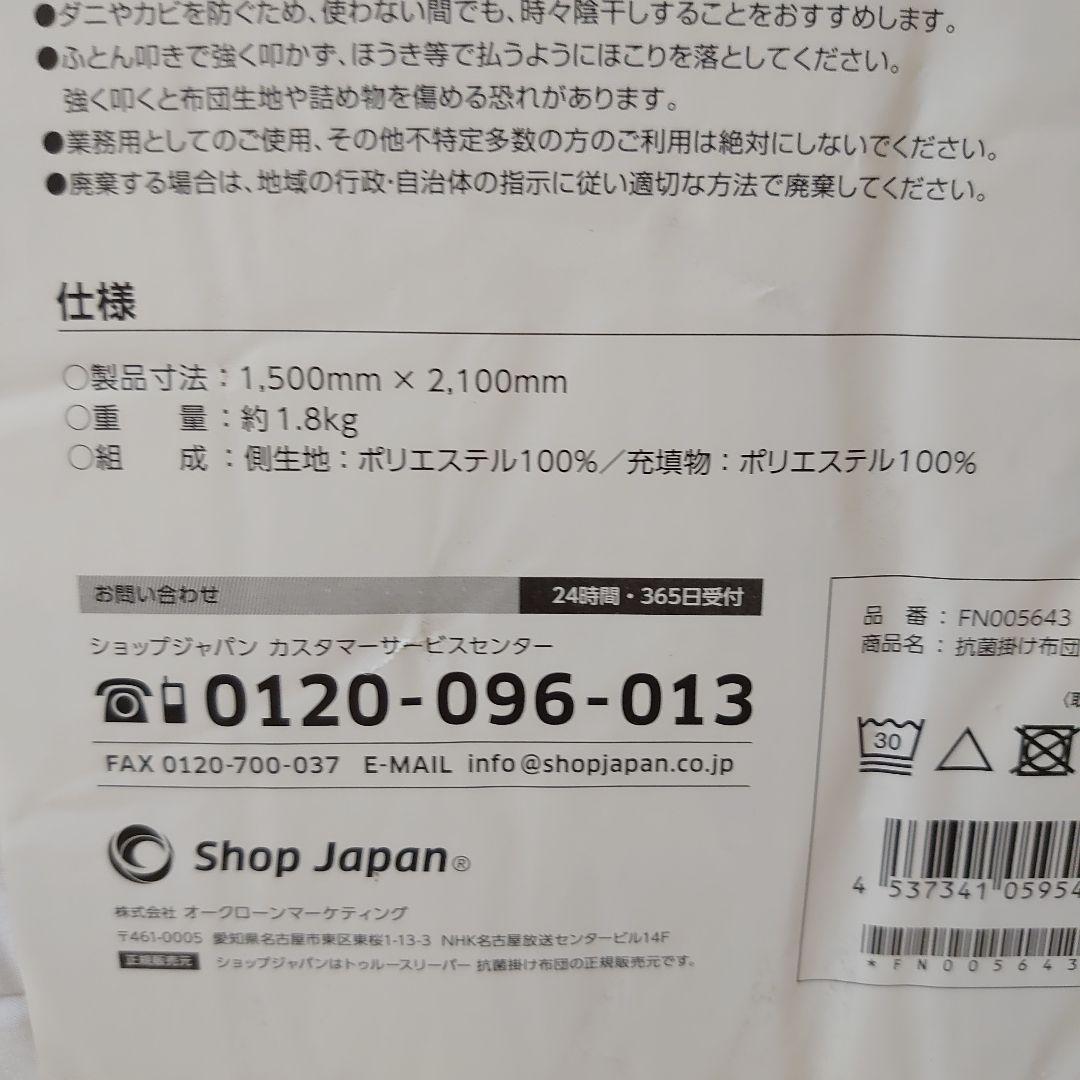 ●ダニやカビを防ぐため、使わない間でも、時々陰干しすることをおすすめします。
●ふとん叩きで強く叩かず、ほうき等で払うようにほこりを落としてください。
強く叩くと布団生地や詰め物を傷める恐れがあります。
●業務用としてのご使用、その他不特定多数の方のご利用は絶対にしないでください。
●廃棄する場合は、地域の行政・自治体の指示に従い適切な方法で廃棄してください。
仕様
○製品寸法：1,500mm × 2,100mm
○重　　量：約1.8kg
○組　　成：側生地：ポリエステル100%／充填物：ポリエステル100%
お問い合わせ 24時間・365日受付
ショップジャパン カスタマーサービスセンター
0120-096-013
FAX 0120-700-037 E-MAIL info@shopjapan.co.jp
Shop Japan®
株式会社 オークローンマーケティング
〒461-0005 愛知県名古屋市東区東桜1-13-3 NHK名古屋放送センタービル14F
正規販売元 ショップジャパンはトゥルースリーパー 抗菌掛け布団の正規販売元です。
品　番：FN005643
商品名：抗菌掛け布団
30
4 537341 05954
*FN005643